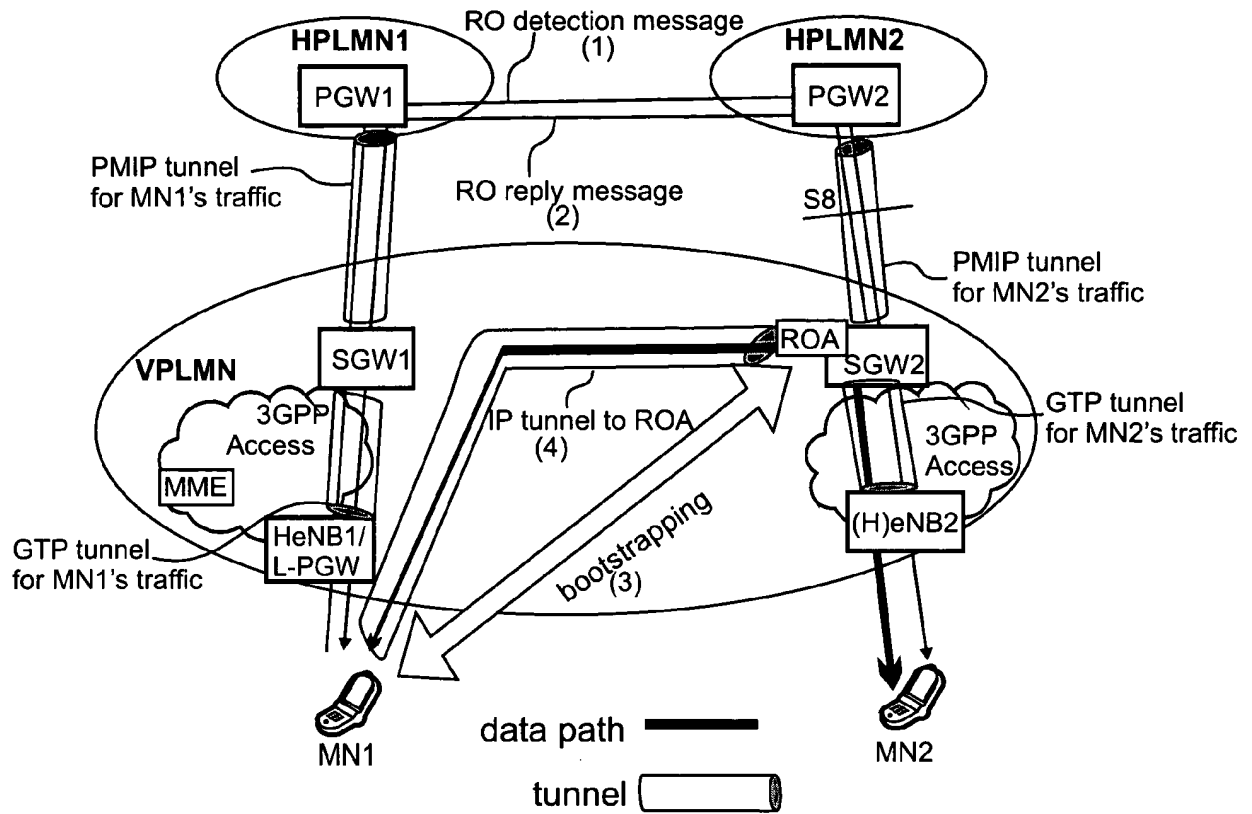 RO detection message
(1)
HPLMN1
HPLMN2
PGW1
PGW2
PMIP tunnel
for MN1's traffic
RO reply message
(2)
S8
PMIP tunnel
for MN2's traffic
ROA
SGW1
SGW2
VPLMN
3GPP
Access
IP tunnel to ROA
(4)
GTP tunnel
for MN2's traffic
3GPP
Access
MME
HeNB1/
L-PGW
(H)eNB2
GTP tunnel
for MN1's traffic
bootstrapping
(3)
MN1
MN2
data path
tunnel